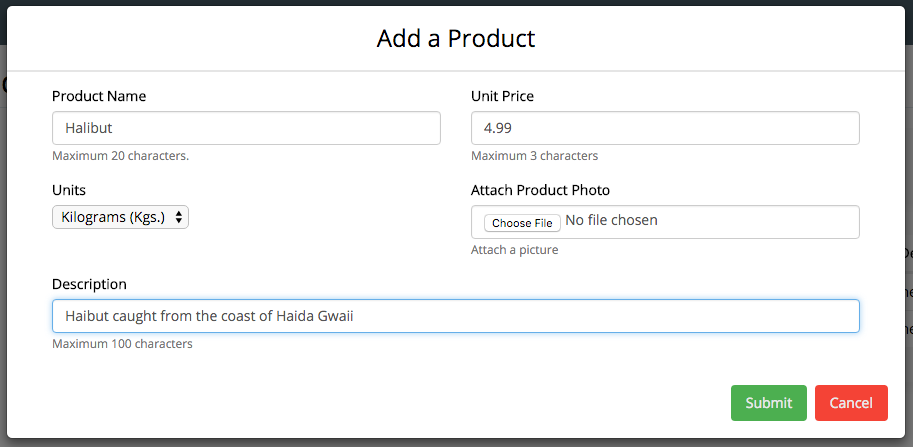 Add a Product
Product Name
Unit Price
Halibut
4.99
Maximum 20 characters.
Maximum 3 characters
Units
Attach Product Photo
Kilograms (Kgs.)
Choose File No file chosen
Attach a picture
Description
Haibut caught from the coast of Haida Gwaii
Maximum 100 characters
Submit
Cancel